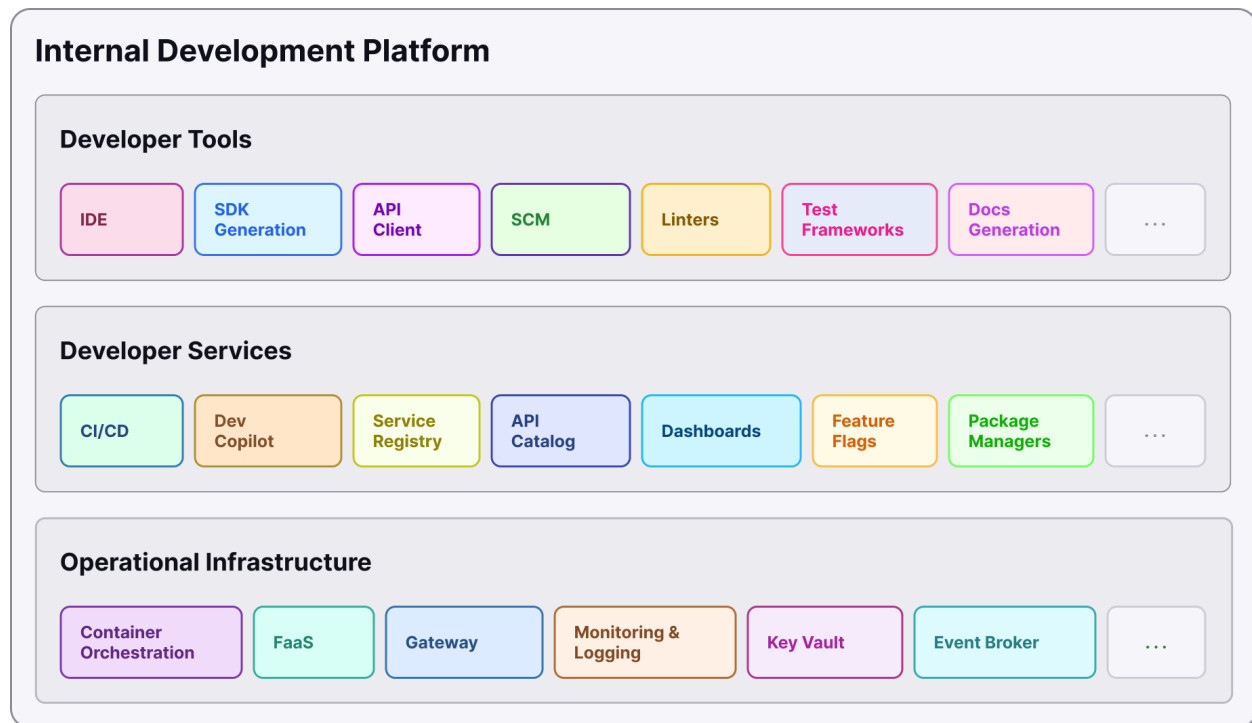 Internal Development Platform
Developer Tools
IDE
SDK
Generation
API
Client
SCM
Linters
Test
Frameworks
Docs
Generation
...
Developer Services
CI/CD
Dev
Copilot
Service
Registry
API
Catalog
Dashboards
Feature
Flags
Package
Managers
...
Operational Infrastructure
Container
Orchestration
FaaS
Gateway
Monitoring &
Logging
Key Vault
Event Broker
...